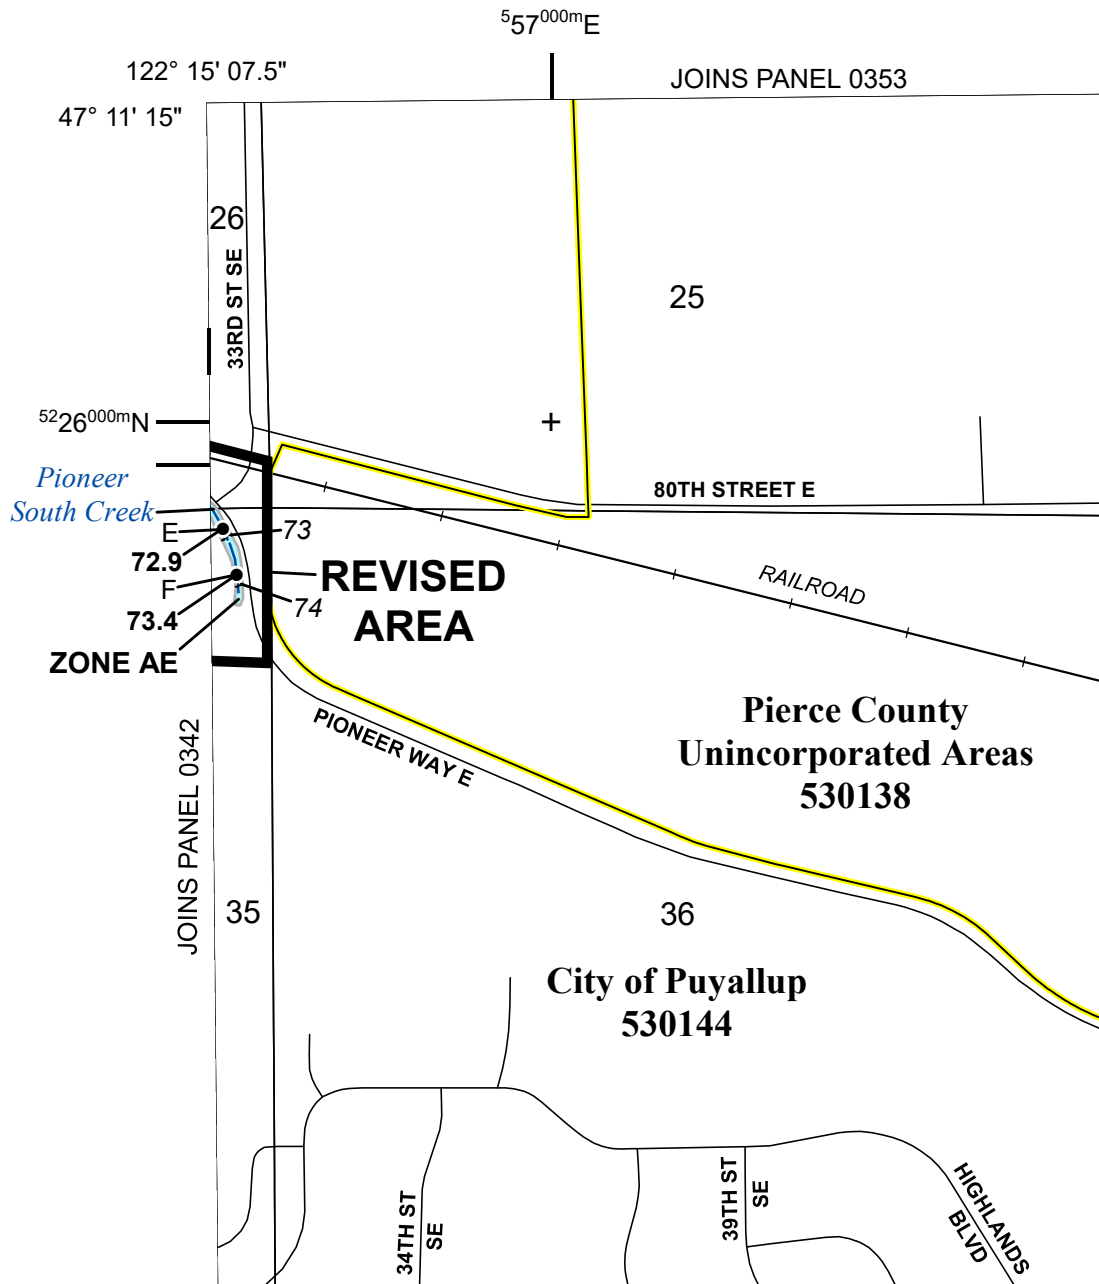 ⁵57⁰⁰⁰ᵐE
122° 15' 07.5"
JOINS PANEL 0353
47° 11' 15"
26
33RD ST SE
25
⁵²26⁰⁰⁰ᵐN
Pioneer
South Creek
80TH STREET E
E
73
72.9
F
74
73.4
ZONE AE
REVISED
AREA
RAILROAD
Pierce County
Unincorporated Areas
530138
PIONEER WAY E
JOINS PANEL 0342
35
36
City of Puyallup
530144
34TH ST
SE
39TH ST
SE
HIGHLANDS
BLVD